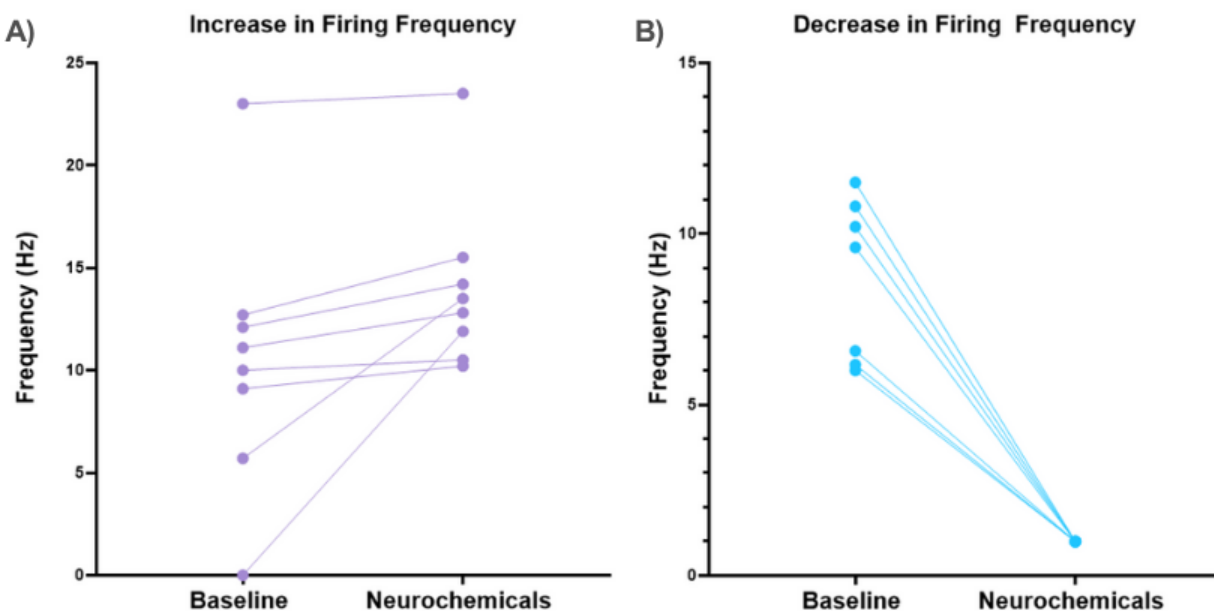 A)
Increase in Firing Frequency
25
20
15
10
5
0
Frequency (Hz)
Baseline
Neurochemicals
B)
Decrease in Firing Frequency
15
10
5
0
Frequency (Hz)
Baseline
Neurochemicals